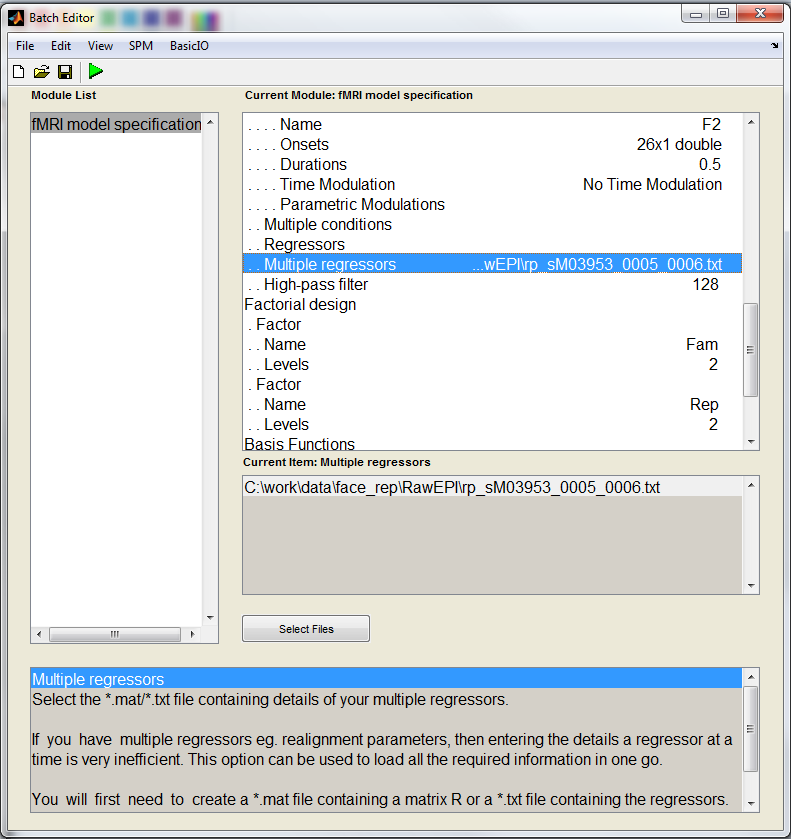 Batch Editor
File Edit View SPM BasicIO
Module List
Current Module: fMRI model specification
fMRI model specification
. . . . Name F2
. . . . Onsets 26x1 double
. . . . Durations 0.5
. . . . Time Modulation No Time Modulation
. . . . Parametric Modulations
. . Multiple conditions
. . Regressors
. . Multiple regressors ...wEPI\rp_sM03953_0005_0006.txt
. . High-pass filter 128
Factorial design
. Factor
. . Name Fam
. . Levels 2
. Factor
. . Name Rep
. . Levels 2
Basis Functions
Current Item: Multiple regressors
C:\work\data\face_rep\RawEPI\rp_sM03953_0005_0006.txt
Select Files
Multiple regressors
Select the *.mat/*.txt file containing details of your multiple regressors.
If you have multiple regressors eg. realignment parameters, then entering the details a regressor at a
time is very inefficient. This option can be used to load all the required information in one go.
You will first need to create a *.mat file containing a matrix R or a *.txt file containing the regressors.